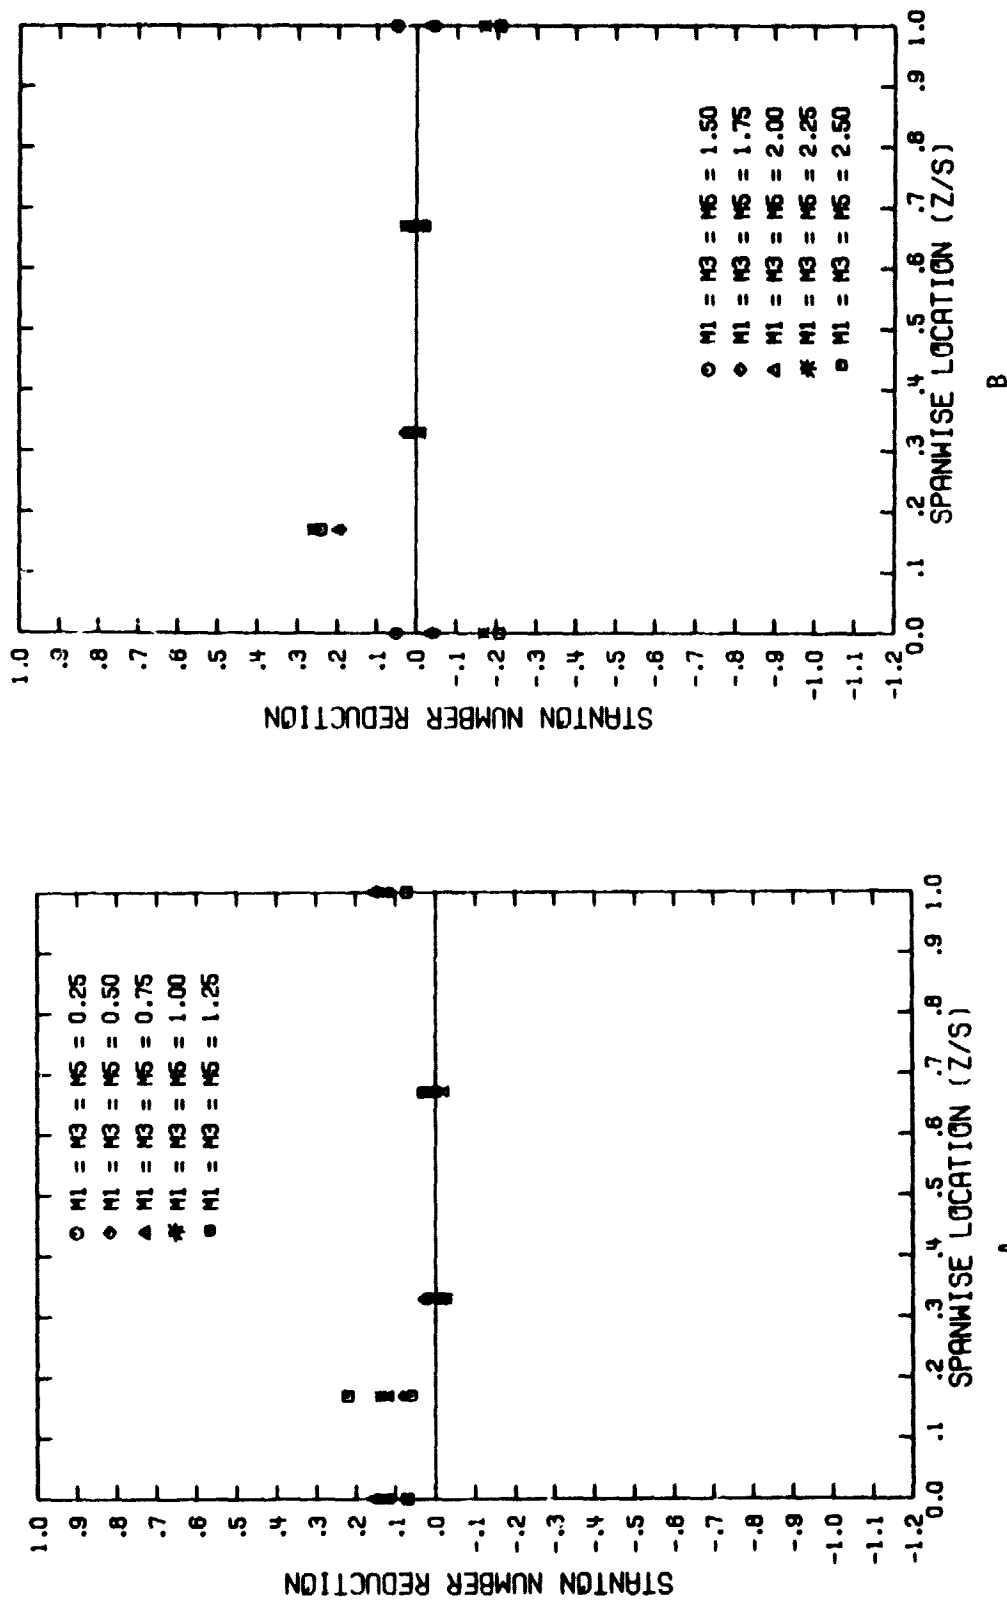 STANTON NUMBER REDUCTION
1.0
.9
.8
.7
.6
.5
.4
.3
.2
.1
.0
-.1
-.2
-.3
-.4
-.5
-.6
-.7
-.8
-.9
-1.0
-1.1
-1.2
M1 = M3 = M5 = 0.25
M1 = M3 = M5 = 0.50
M1 = M3 = M5 = 0.75
M1 = M3 = M5 = 1.00
M1 = M3 = M5 = 1.25
0.0 .1 .2 .3 .4 .5 .6 .7 .8 .9 1.0
SPANWISE LOCATION (Z/S)
A
STANTON NUMBER REDUCTION
1.0
.9
.8
.7
.6
.5
.4
.3
.2
.1
.0
-.1
-.2
-.3
-.4
-.5
-.6
-.7
-.8
-.9
-1.0
-1.1
-1.2
M1 = M3 = M5 = 1.50
M1 = M3 = M5 = 1.75
M1 = M3 = M5 = 2.00
M1 = M3 = M5 = 2.25
M1 = M3 = M5 = 2.50
0.0 .1 .2 .3 .4 .5 .6 .7 .8 .9 1.0
SPANWISE LOCATION (Z/S)
B